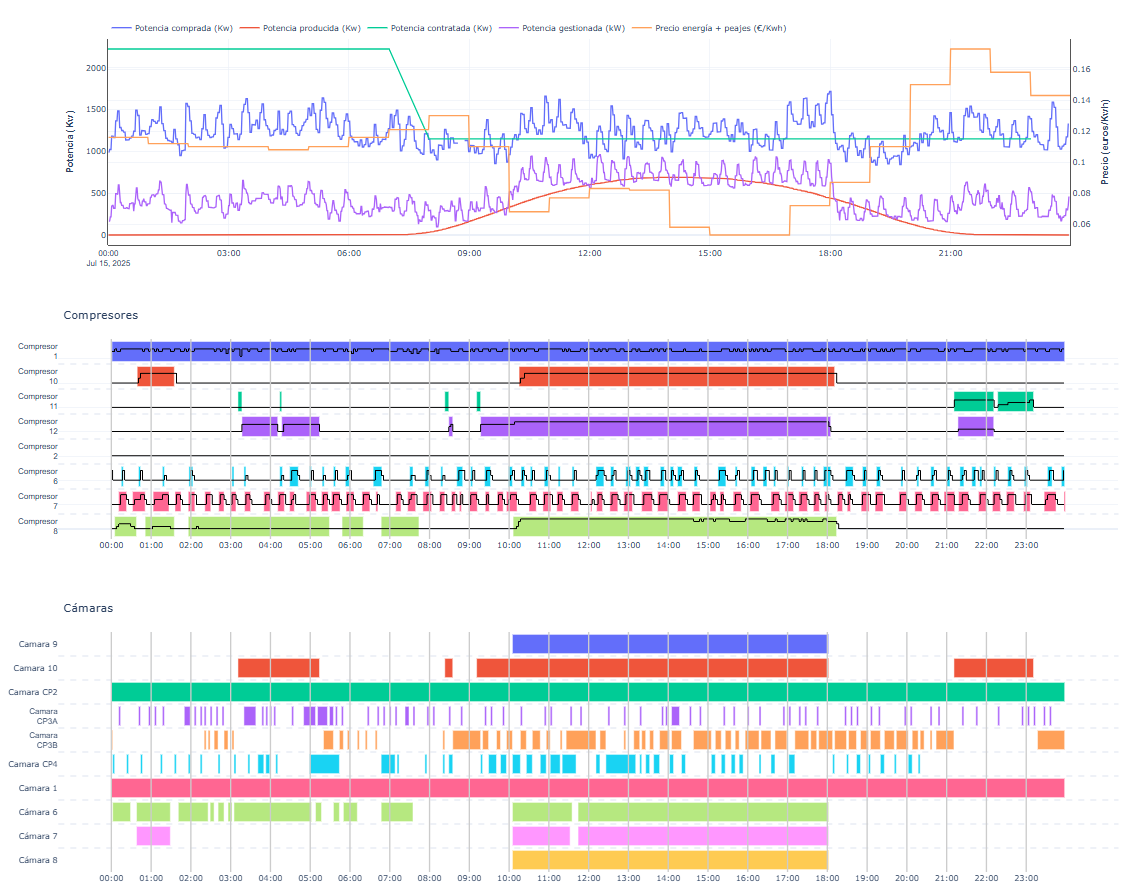 Potencia comprada (Kw) Potencia producida (Kw) Potencia contratada (Kw) Potencia gestionada (kW) Precio energía + peajes (€/Kwh)
2000
1500
1000
500
0
Potencia (Kw)
0.16
0.14
0.12
0.1
0.08
0.06
Precio (euros/Kwh)
00:00 03:00 06:00 09:00 12:00 15:00 18:00 21:00
Jul 15, 2025
Compresores
Compresor
1
Compresor
10
Compresor
11
Compresor
12
Compresor
2
Compresor
6
Compresor
7
Compresor
8
00:00 01:00 02:00 03:00 04:00 05:00 06:00 07:00 08:00 09:00 10:00 11:00 12:00 13:00 14:00 15:00 16:00 17:00 18:00 19:00 20:00 21:00 22:00 23:00
Cámaras
Camara 9
Camara 10
Camara CP2
Camara
CP3A
Camara
CP3B
Camara CP4
Camara 1
Cámara 6
Cámara 7
Cámara 8
00:00 01:00 02:00 03:00 04:00 05:00 06:00 07:00 08:00 09:00 10:00 11:00 12:00 13:00 14:00 15:00 16:00 17:00 18:00 19:00 20:00 21:00 22:00 23:00